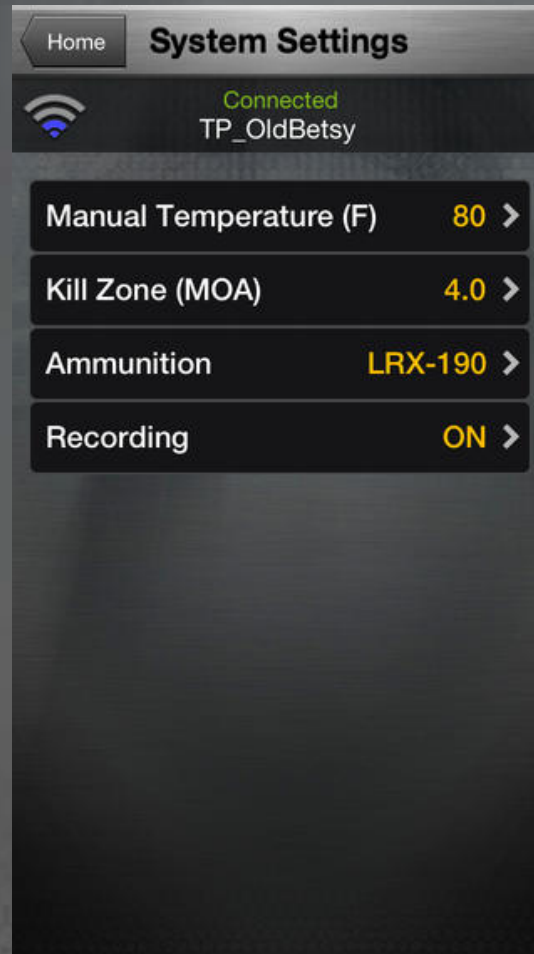 Home System Settings
Connected
TP_OldBetsy
Manual Temperature (F) 80
Kill Zone (MOA) 4.0
Ammunition LRX-190
Recording ON